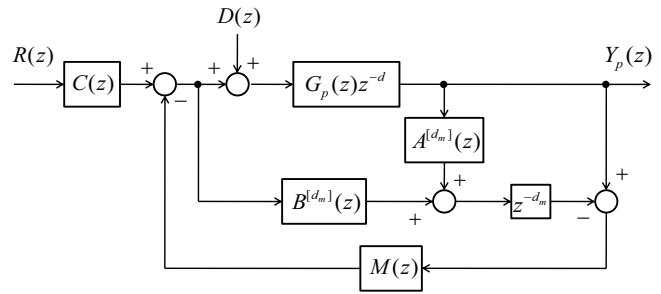 D(z)
R(z)
Y_p(z)
+
+
+
C(z)
−
G_p(z)z^{-d}
A^{[d_m]}(z)
+
+
B^{[d_m]}(z)
+
z^{-d_m}
−
M(z)